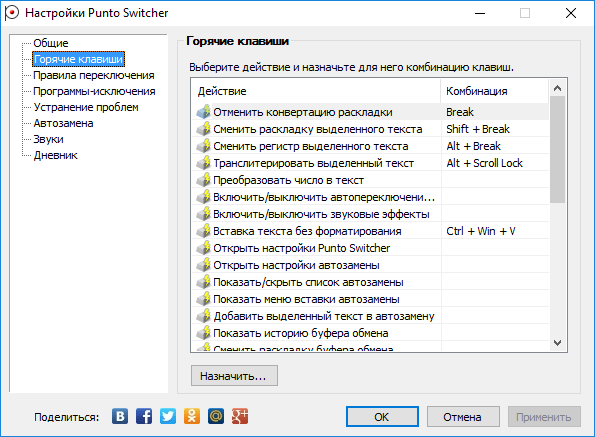 Настройки Punto Switcher
Общие
Горячие клавиши
Правила переключения
Программы-исключения
Устранение проблем
Автозамена
Звуки
Дневник
Горячие клавиши
Выберите действие и назначьте для него комбинацию клавиш.
Действие Комбинация
Отменить конвертацию раскладки Break
Сменить раскладку выделенного текста Shift + Break
Сменить регистр выделенного текста Alt + Break
Транслитерировать выделенный текст Alt + Scroll Lock
Преобразовать число в текст
Включить/выключить автопереключени...
Включить/выключить звуковые эффекты
Вставка текста без форматирования Ctrl + Win + V
Открыть настройки Punto Switcher
Открыть настройки автозамены
Показать/скрыть список автозамены
Показать меню вставки автозамены
Добавить выделенный текст в автозамену
Показать историю буфера обмена
Сменить раскладку буфера обмена
Назначить...
Поделиться: B f @ g+ OK Отмена Применить